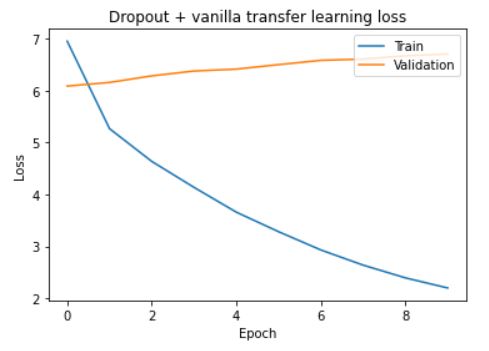 Dropout + vanilla transfer learning loss
Train
Validation
7
6
5
4
3
2
Loss
0 2 4 6 8
Epoch